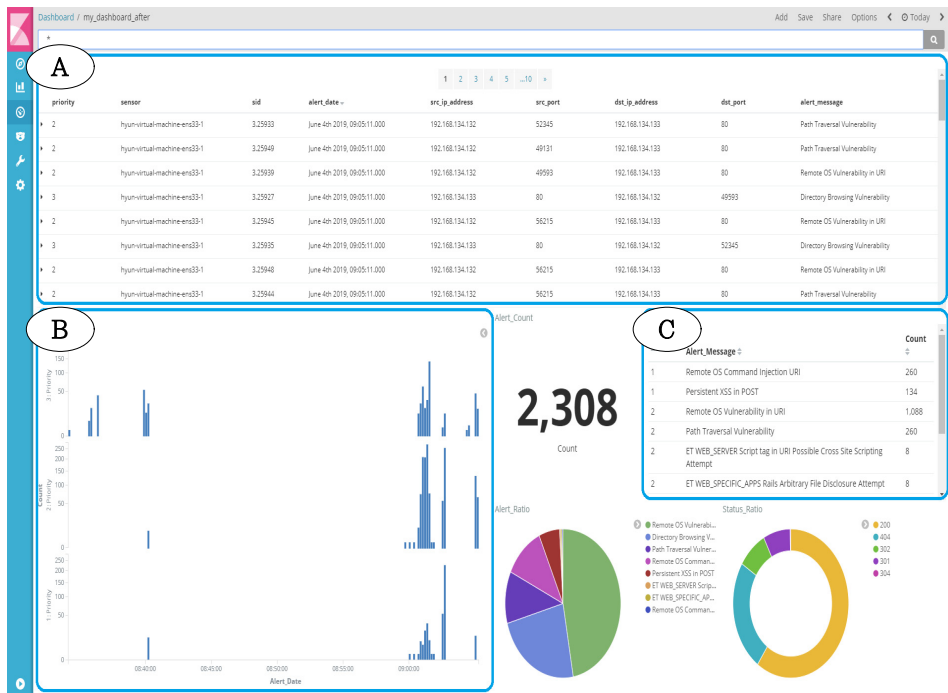 Dashboard / my_dashboard_after Add Save Share Options Today
*
A
1 2 3 4 5 ...10 »
priority sensor sid alert_date src_ip_address src_port dst_ip_address dst_port alert_message
2 hyun-virtual-machine-ens33-1 3.25933 June 4th 2019, 09:05:11.000 192.168.134.132 52345 192.168.134.133 80 Path Traversal Vulnerability
2 hyun-virtual-machine-ens33-1 3.25949 June 4th 2019, 09:05:11.000 192.168.134.132 49131 192.168.134.133 80 Path Traversal Vulnerability
2 hyun-virtual-machine-ens33-1 3.25939 June 4th 2019, 09:05:11.000 192.168.134.132 49593 192.168.134.133 80 Remote OS Vulnerability in URI
3 hyun-virtual-machine-ens33-1 3.25927 June 4th 2019, 09:05:11.000 192.168.134.133 80 192.168.134.132 49593 Directory Browsing Vulnerability
2 hyun-virtual-machine-ens33-1 3.25945 June 4th 2019, 09:05:11.000 192.168.134.132 56215 192.168.134.133 80 Remote OS Vulnerability in URI
3 hyun-virtual-machine-ens33-1 3.25935 June 4th 2019, 09:05:11.000 192.168.134.133 80 192.168.134.132 52345 Directory Browsing Vulnerability
2 hyun-virtual-machine-ens33-1 3.25948 June 4th 2019, 09:05:11.000 192.168.134.132 56215 192.168.134.133 80 Remote OS Vulnerability in URI
2 hyun-virtual-machine-ens33-1 3.25944 June 4th 2019, 09:05:11.000 192.168.134.132 56215 192.168.134.133 80 Path Traversal Vulnerability
B
150
100
50
0
3: Priority
250
200
150
100
50
0
2: Priority
Count
250
200
150
100
50
0
1: Priority
08:40:00 08:45:00 08:50:00 08:55:00 09:00:00
Alert_Date
Alert_Count
2,308
Count
C
Alert_Message Count
1 Remote OS Command Injection URI 260
1 Persistent XSS in POST 134
2 Remote OS Vulnerability in URI 1,088
2 Path Traversal Vulnerability 260
2 ET WEB_SERVER Script tag in URI Possible Cross Site Scripting 8
Attempt
2 ET WEB_SPECIFIC_APPS Rails Arbitrary File Disclosure Attempt 8
Alert_Ratio
Remote OS Vulnerabi...
Directory Browsing V...
Path Traversal Vulner...
Remote OS Comman...
Persistent XSS in POST
ET WEB_SERVER Scrip...
ET WEB_SPECIFIC_AP...
Remote OS Comman...
Status_Ratio
200
404
302
301
304